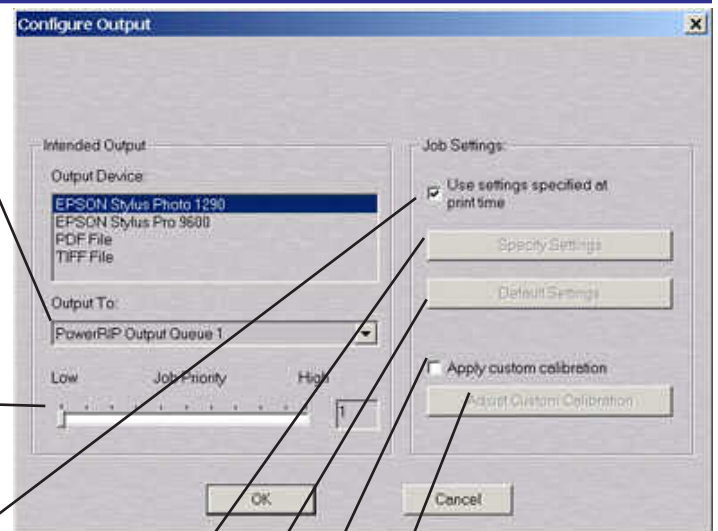 Configure Output
Intended Output
Output Device:
EPSON Stylus Photo 1290
EPSON Stylus Pro 9600
PDF File
TIFF File
Output To:
PowerRIP Output Queue 1
Low Job Priority High
1
Job Settings:
Use settings specified at
print time
Specify Settings
Default Settings
Apply custom calibration
Adjust Custom Calibration
OK
Cancel